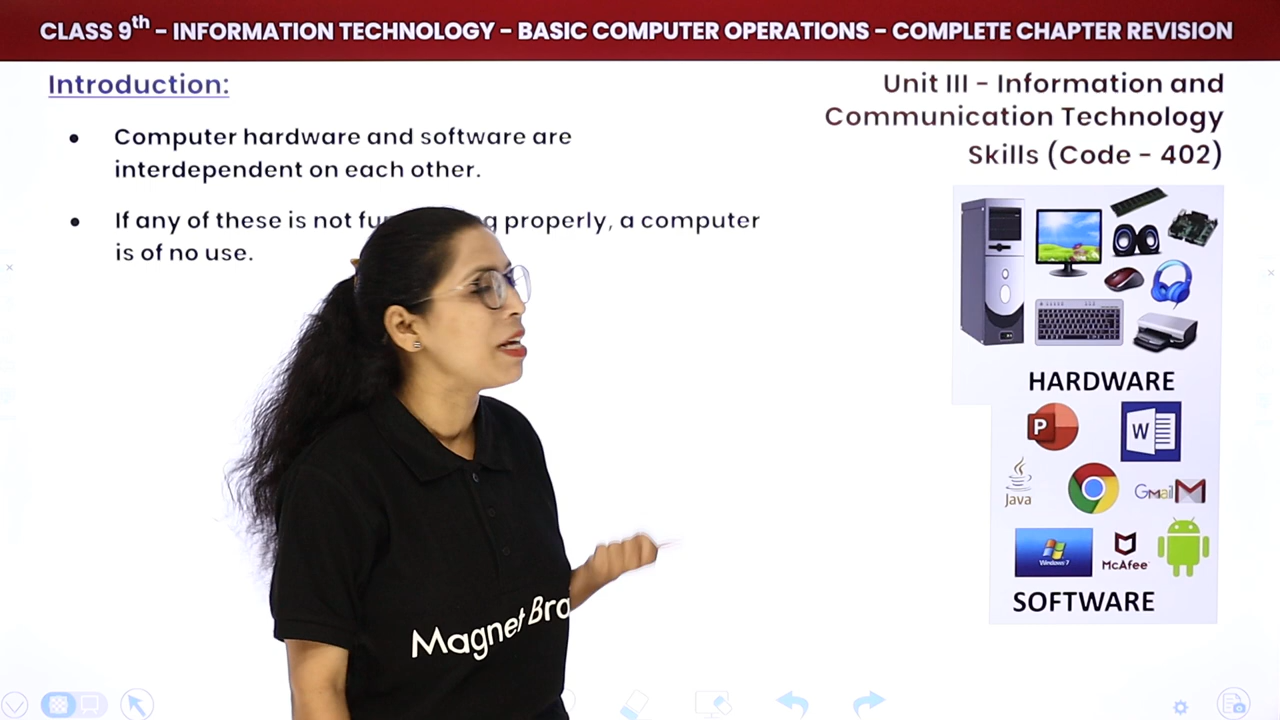 CLASS 9th - INFORMATION TECHNOLOGY - BASIC COMPUTER OPERATIONS - COMPLETE CHAPTER REVISION
Introduction:
Unit III - Information and
Communication Technology
Skills (Code - 402)
• Computer hardware and software are
interdependent on each other.
• If any of these is not properly, a computer
is of no use.
HARDWARE
P
W
Java
Gmail
Windows 7
McAfee
SOFTWARE
Magnet